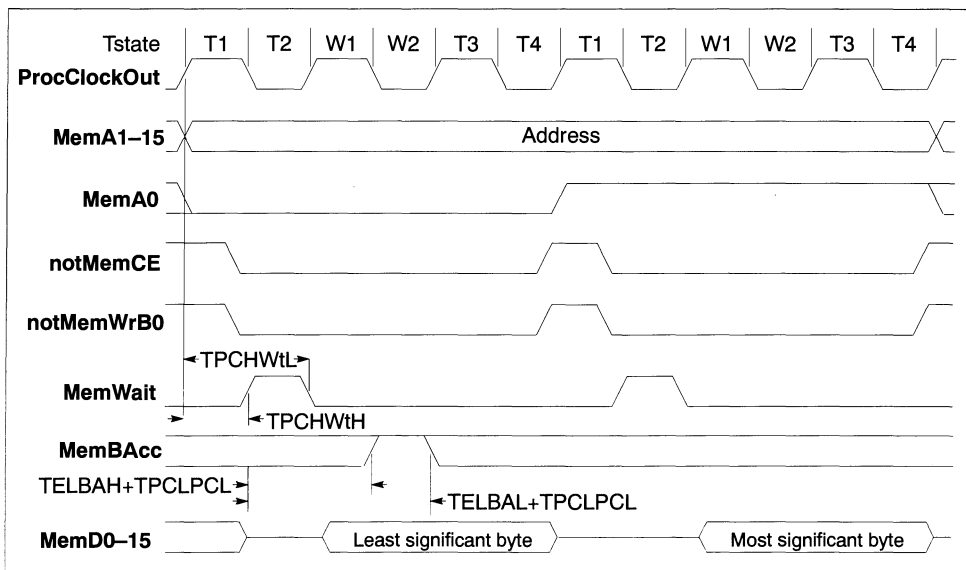 Tstate T1 T2 W1 W2 T3 T4 T1 T2 W1 W2 T3 T4
ProcClockOut
MemA1–15 Address
MemA0
notMemCE
notMemWrB0
TPCHWtL
MemWait
TPCHWtH
MemBAcc
TELBAH+TPCLPCL
TELBAL+TPCLPCL
MemD0–15 Least significant byte Most significant byte